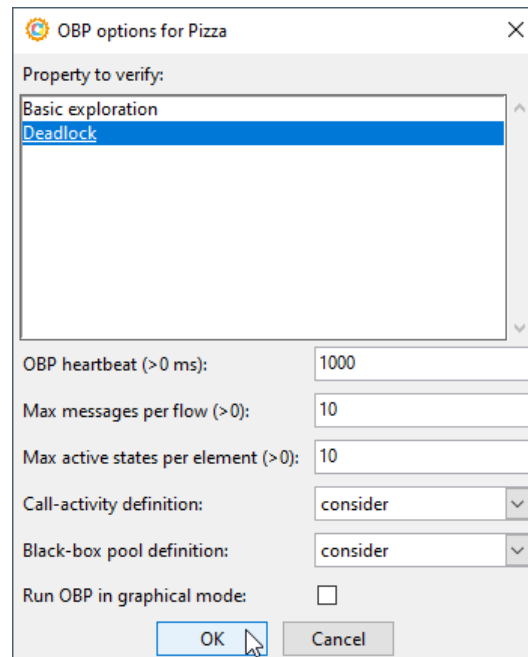 OBP options for Pizza
Property to verify:
Basic exploration
Deadlock
OBP heartbeat (>0 ms): 1000
Max messages per flow (>0): 10
Max active states per element (>0): 10
Call-activity definition: consider
Black-box pool definition: consider
Run OBP in graphical mode:
OK Cancel